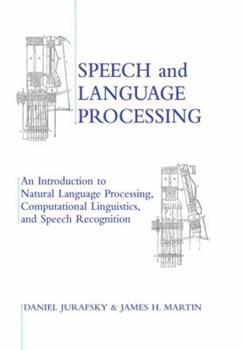 SPEECH and
LANGUAGE
PROCESSING
An Introduction to
Natural Language Processing,
Computational Linguistics,
and Speech Recognition
DANIEL JURAFSKY & JAMES H. MARTIN